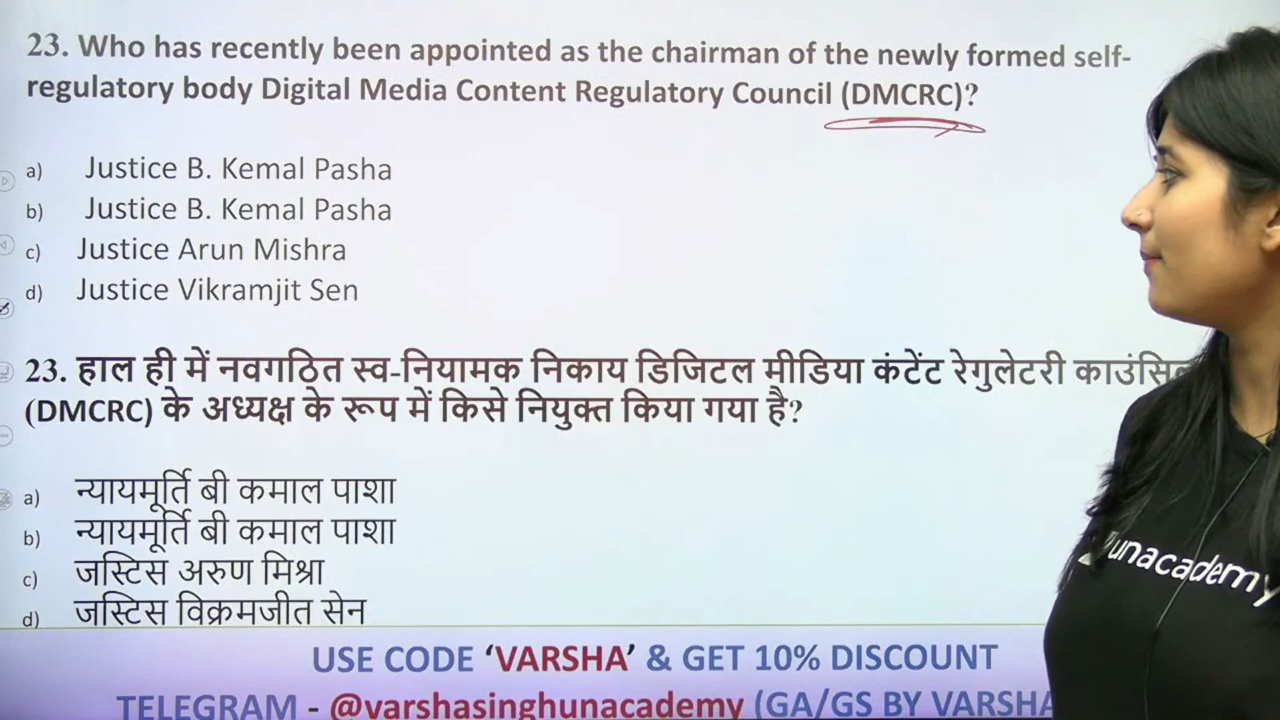 23. Who has recently been appointed as the chairman of the newly formed self-
regulatory body Digital Media Content Regulatory Council (DMCRC)?
a) Justice B. Kemal Pasha
b) Justice B. Kemal Pasha
c) Justice Arun Mishra
d) Justice Vikramjit Sen
23. हाल ही में नवगठित स्व-नियामक निकाय डिजिटल मीडिया कंटेंट रेगुलेटरी
(DMCRC) के अध्यक्ष के रूप में किसे नियुक्त किया गया है?
a) न्यायमूर्ति बी कमाल पाशा
b) न्यायमूर्ति बी कमाल पाशा
c) जस्टिस अरुण मिश्रा
d) जस्टिस विक्रमजीत सेन
unacademy
USE CODE ‘VARSHA’ & GET 10% DISCOUNT
TELEGRAM - @varshasinghunacademy (GA/GS BY VARSHA